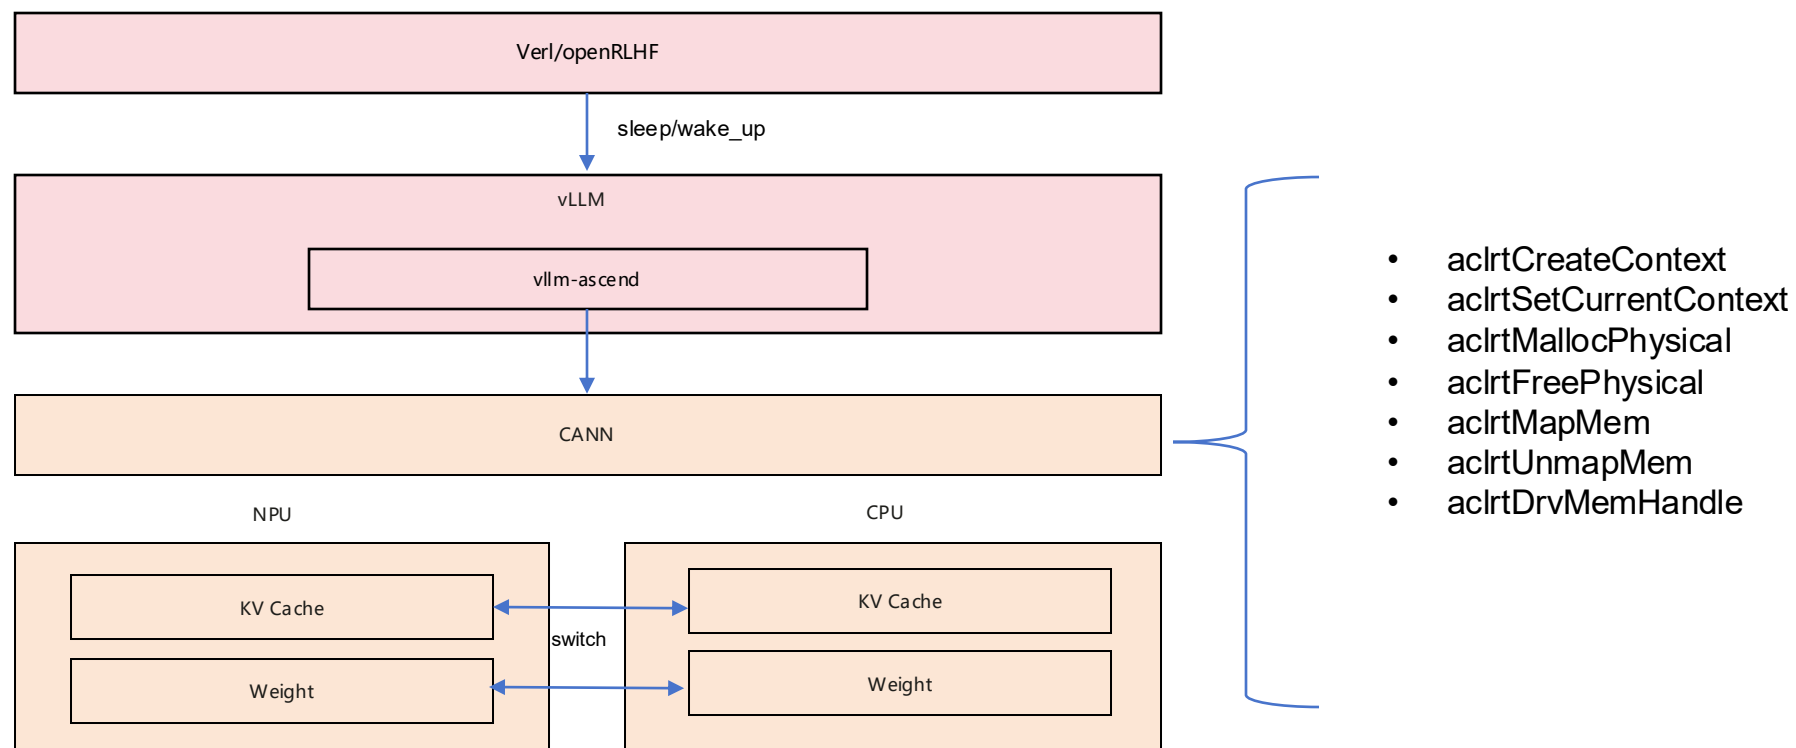 Verl/openRLHF
sleep/wake_up
vLLM
vllm-ascend
CANN
NPU
CPU
KV Cache
KV Cache
switch
Weight
Weight
• aclrtCreateContext
• aclrtSetCurrentContext
• aclrtMallocPhysical
• aclrtFreePhysical
• aclrtMapMem
• aclrtUnmapMem
• aclrtDrvMemHandle